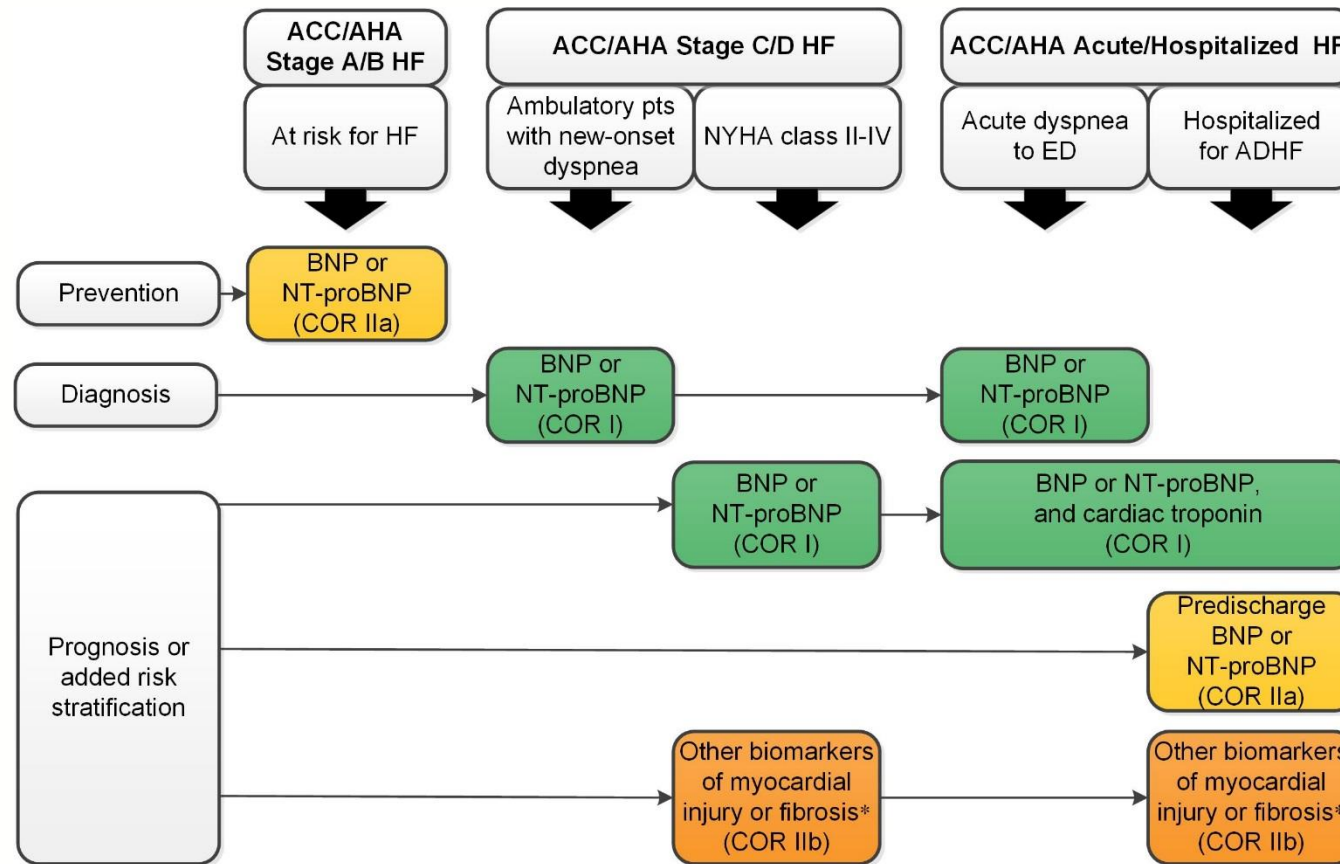 ACC/AHA
Stage A/B HF
ACC/AHA Stage C/D HF
ACC/AHA Acute/Hospitalized HF
At risk for HF
Ambulatory pts
with new-onset
dyspnea
NYHA class II-IV
Acute dyspnea
to ED
Hospitalized
for ADHF
Prevention
BNP or
NT-proBNP
(COR IIa)
Diagnosis
BNP or
NT-proBNP
(COR I)
BNP or
NT-proBNP
(COR I)
Prognosis or
added risk
stratification
BNP or
NT-proBNP
(COR I)
BNP or NT-proBNP,
and cardiac troponin
(COR I)
Predischarge
BNP or
NT-proBNP
(COR IIa)
Other biomarkers
of myocardial
injury or fibrosis*
(COR IIb)
Other biomarkers
of myocardial
injury or fibrosis*
(COR IIb)